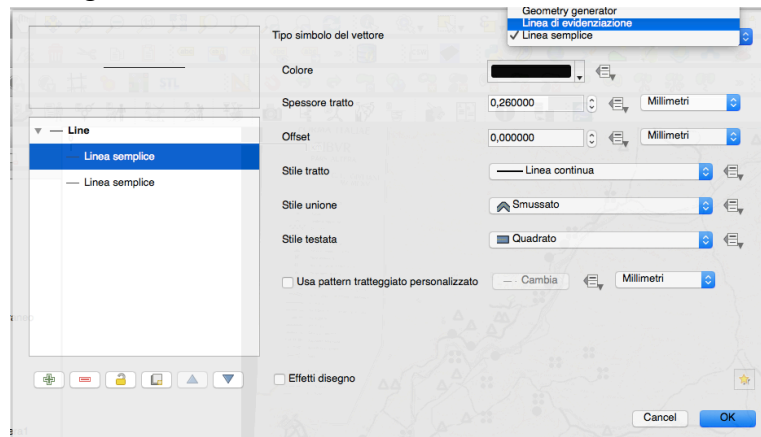 Geometry generator
Linea di evidenziazione
Tipo simbolo del vettore
✓ Linea semplice
Colore
Spessore tratto
0,260000
Millimetri
Line
Offset
0,000000
Millimetri
Linea semplice
Stile tratto
Linea continua
Linea semplice
Stile unione
Smussato
Stile testata
Quadrato
Usa pattern tratteggiato personalizzato
Cambia
Millimetri
Effetti disegno
Cancel
OK